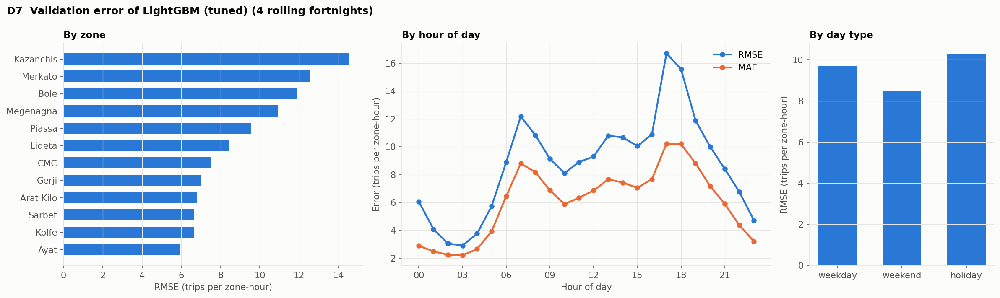 D7  Validation error of LightGBM (tuned) (4 rolling fortnights)
By zone
Kazanchis
Merkato
Bole
Megenagna
Piassa
Lideta
CMC
Gerji
Arat Kilo
Sarbet
Kolfe
Ayat
0 2 4 6 8 10 12 14
RMSE (trips per zone-hour)
By hour of day
Error (trips per zone-hour)
16
14
12
10
8
6
4
2
RMSE
MAE
00 03 06 09 12 15 18 21
Hour of day
By day type
RMSE (trips per zone-hour)
10
8
6
4
2
0
weekday weekend holiday